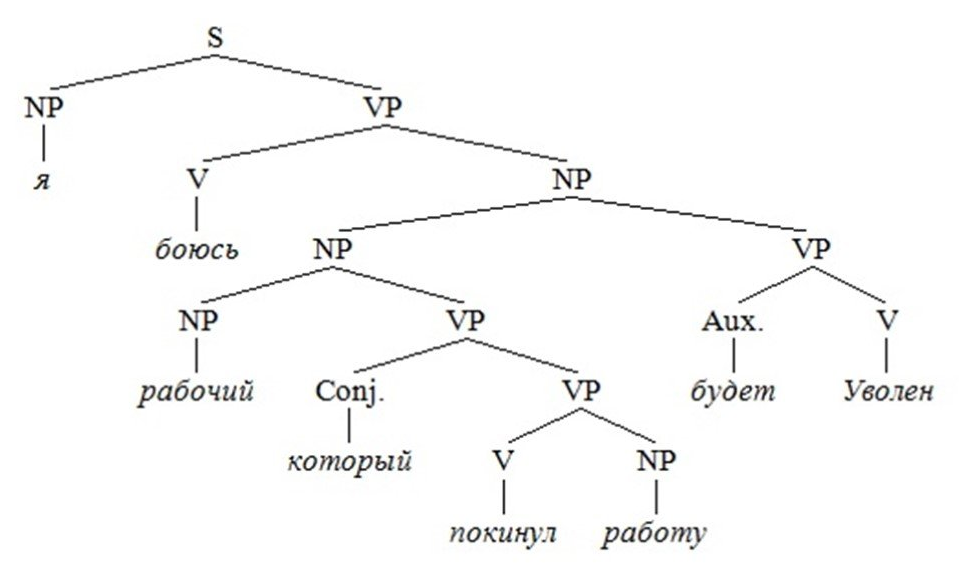 S
NP VP
я V NP
боюсь NP VP
NP VP Aux. V
рабочий Conj. VP будет Уволен
который V NP
покинул работу